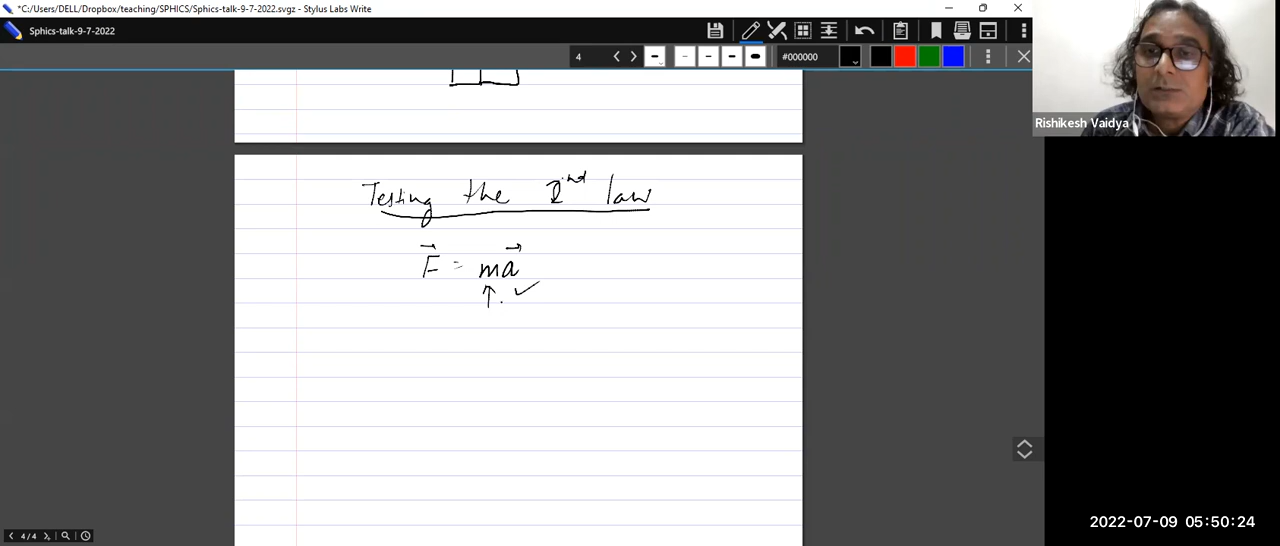 *C:/Users/DELL/Dropbox/teaching/SPHICS/Sphics-talk-9-7-2022.svgz - Stylus Labs Write
Sphics-talk-9-7-2022
4
#000000
Rishikesh Vaidya
Testing the 2nd law
F = ma
4/4
2022-07-09 05:50:24